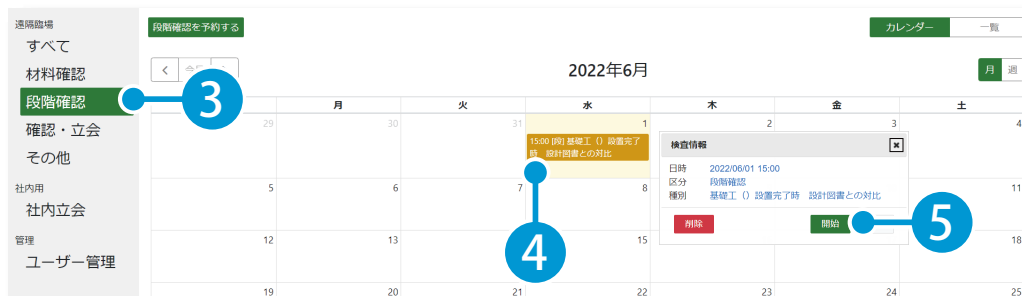 遠隔臨場
すべて
材料確認
段階確認
確認・立会
その他
社内用
社内立会
管理
ユーザー管理
段階確認を予約する
カレンダー 一覧
2022年6月
月 週
月 火 水 木 金 土
29 30 31 1 2 3 4
15:00 [段] 基礎工（）設置完了
時 設計図書との対比
5 6 7 8 11
12 13 15 18
19 20 21 22 23 24 25
検査情報
日時 2022/06/01 15:00
区分 段階確認
種別 基礎工（）設置完了時 設計図書との対比
削除 開始
3
4
5